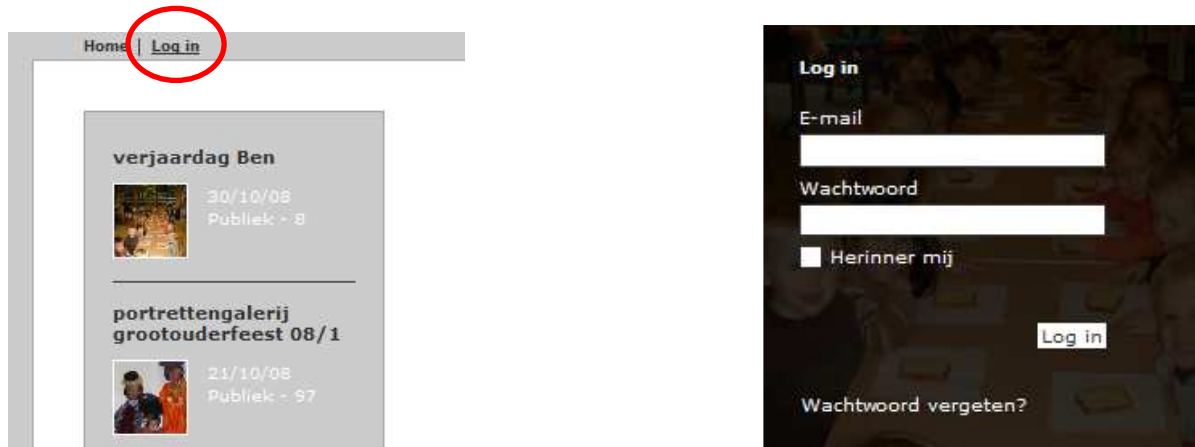 Home | Log in
verjaardag Ben
30/10/08
Publiek - 8
portrettengalerij
grootouderfeest 08/1
21/10/08
Publiek - 97
Log in
E-mail
Wachtwoord
Herinner mij
Log in
Wachtwoord vergeten?